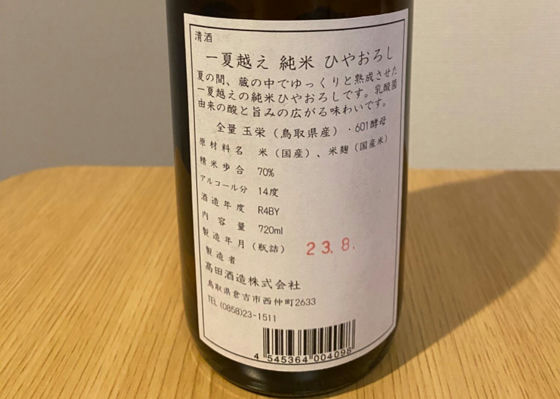 清酒
一夏越え 純米 ひやおろし
夏の間、蔵の中でゆっくりと熟成させた
一夏越えの純米ひやおろしです。乳酸菌
由来の酸と旨みの広がる味わいです。
全量 玉栄（鳥取県産）・601酵母
原材料名 米（国産）、米麹（国産米）
精米歩合 70%
アルコール分 14度
酒造年度 R4BY
内容量 720ml
製造年月（瓶詰） 23.8.
製造者
高田酒造株式会社
鳥取県倉吉市西仲町2633
TEL(0858)23-1511
4 545364 004098